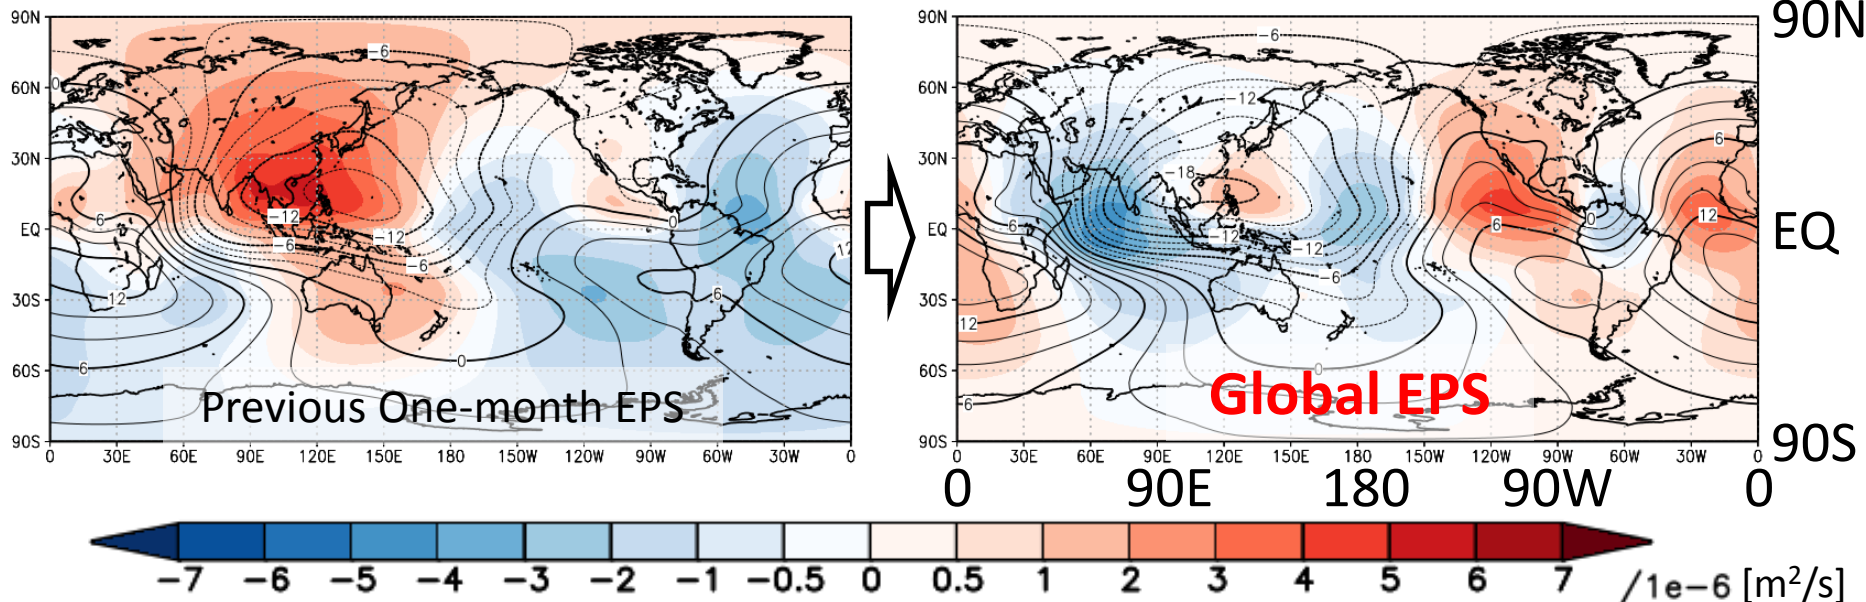 90N 90N 90N
60N 60N
30N 30N
EQ EQ EQ
30S 30S
60S 60S
90S 90S 90S
-6 0 6 -12 -6 -12 -6 0 12 12 6 6 0
-6 -12 -18 6 6 -12 -12 -6 6 0 12 12 0 6
Previous One-month EPS
Global EPS
0 30E 60E 90E 120E 150E 180 150W 120W 90W 60W 30W 0
0 30E 60E 90E 120E 150E 180 150W 120W 90W 60W 30W 0
0 90E 180 90W 0
-7 -6 -5 -4 -3 -2 -1 -0.5 0 0.5 1 2 3 4 5 6 7 /1e-6 [m²/s]